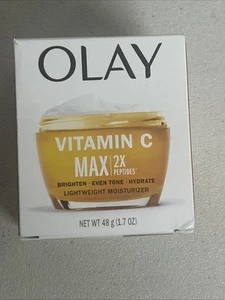 OLAY
VITAMIN C
MAX 2X
PEPTIDES*
BRIGHTEN · EVEN TONE · HYDRATE
LIGHTWEIGHT MOISTURIZER
NET WT 48 g (1.7 OZ)